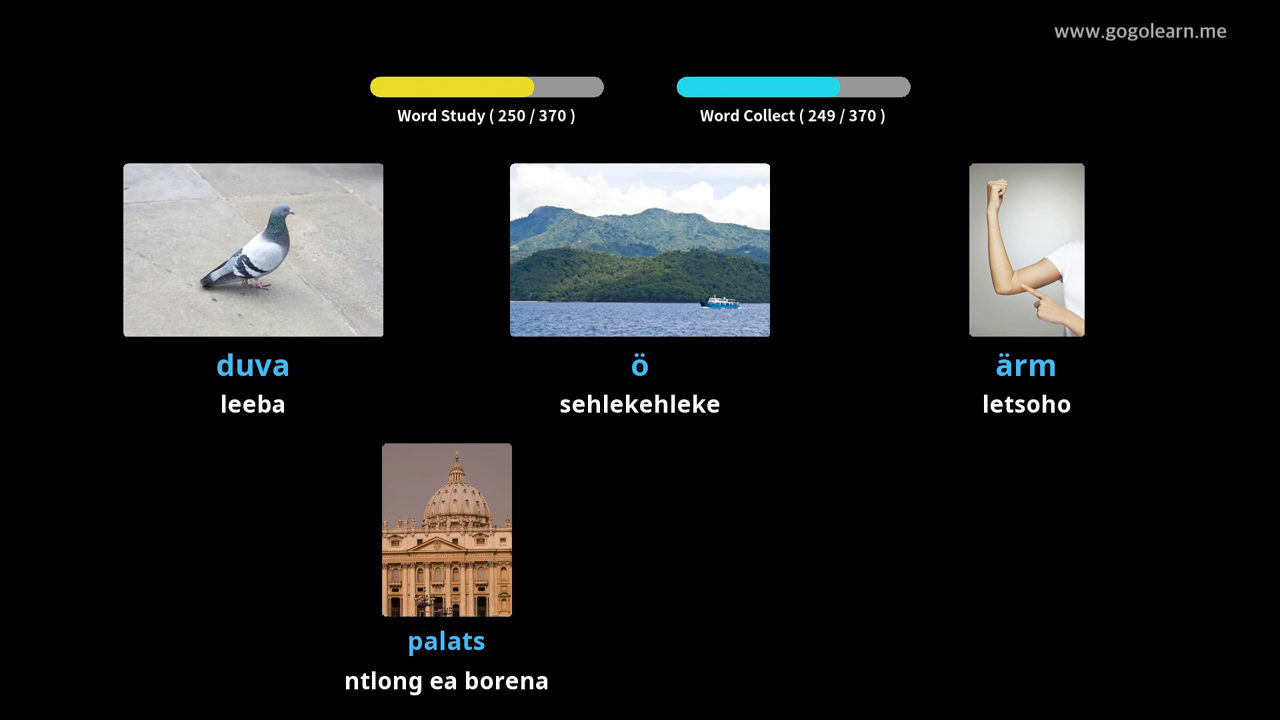 www.gogolearn.me
Word Study ( 250 / 370 )
Word Collect ( 249 / 370 )
duva
leeba
ö
sehlekehleke
ärm
letsoho
palats
ntlong ea borena